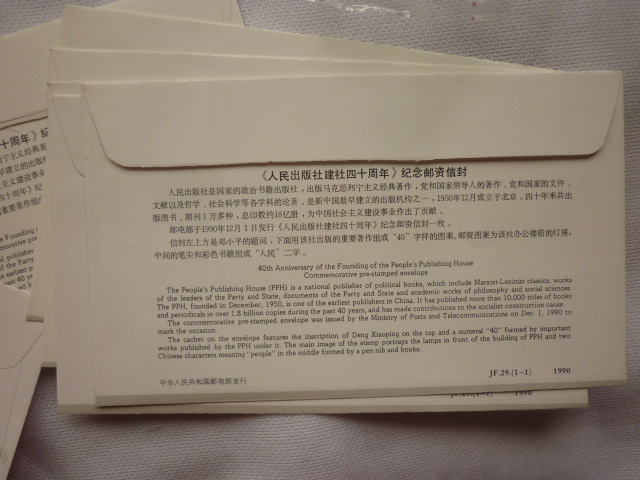 《人民出版社建社四十周年》纪念邮资信封
人民出版社是国家的政治书籍出版社，出版马克思列宁主义经典著作，党和国家领导人的著作、党和国家的文件、
文献以及哲学、社会科学等各学科的论著。是新中国最早建立的出版机构之一，1950年12月成立于北京。四十年来共出
版图书、期刊1万多种，总印数约18亿册，为中国社会主义建设事业作出了贡献。
邮电部于1990年12月1日发行《人民出版社建社四十周年》纪念邮资信封一枚。
信封左上方是邓小平的题词，下面用该社出版的重要著作组成“40”字样的图案，邮资图案为该社办公楼前的灯座，
中间的笔尖和彩色书籍组成“人民”二字。
40th Anniversary of the Founding of the People's Publishing House
Commemorative pre-stamped envelope
The People's Publishing House (PPH) is a national publisher of political books, which include Marxist-Leninist classics, works
of the leaders of the Party and State, documents of the Party and State and academic works of philosophy and social sciences.
The PPH, founded in December, 1950, is one of the earliest publishers in China. It has published more than 10,000 titles of books
and periodicals in over 1.8 billion copies during the past 40 years, and has made contributions to the socialist construction cause.
The commemorative pre-stamped envelope was issued by the Ministry of Posts and Telecommunications on Dec. 1, 1990 to
mark the occasion.
The cachet on the envelope features the inscription of Deng Xiaoping on the top and a numeral "40" formed by important
works published by the PPH under it. The main image of the stamp portrays the lamps in front of the building of PPH and two
Chinese characters meaning "people" in the middle formed by a pen nib and books.
中华人民共和国邮电部发行
JF.29.(1-1) 1990